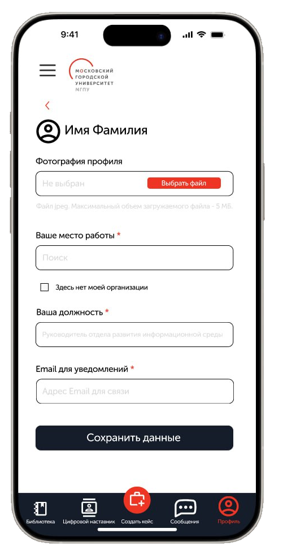 9:41
МОСКОВСКИЙ
ГОРОДСКОЙ
УНИВЕРСИТЕТ
МГПУ
Имя Фамилия
Фотография профиля
Не выбран
Выбрать файл
Файл jpeg. Максимальный объем загружаемого файла - 5 МБ
Ваше место работы *
Поиск
Здесь нет моей организации
Ваша должность *
Руководитель отдела развития информационной среды
Email для уведомлений *
Адрес Email для связи
Сохранить данные
Библиотека Цифровой наставник Создать кейс Сообщения Профиль